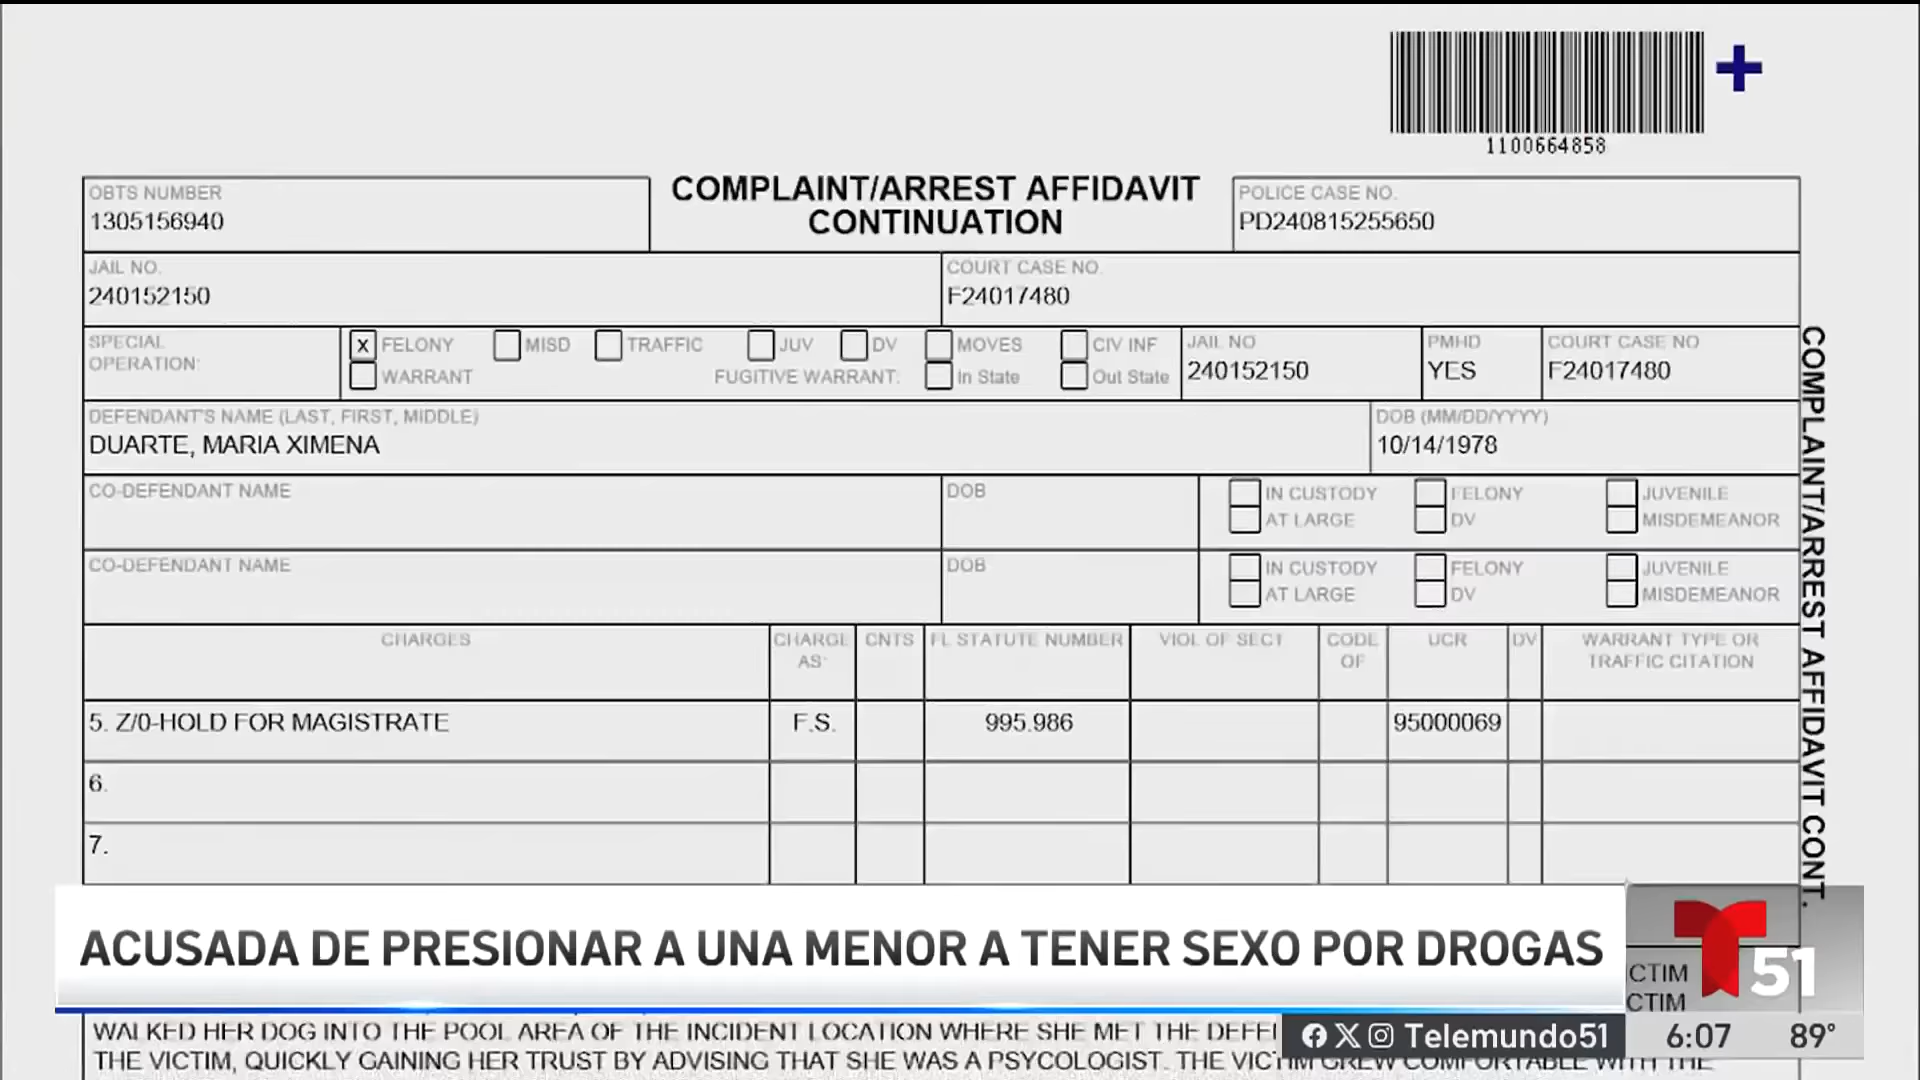 1100664858
OBTS NUMBER
1305156940
COMPLAINT/ARREST AFFIDAVIT
CONTINUATION
POLICE CASE NO.
PD240815255650
JAIL NO.
240152150
COURT CASE NO.
F24017480
SPECIAL
OPERATION:
X FELONY MISD TRAFFIC JUV DV MOVES CIV INF
WARRANT FUGITIVE WARRANT: In State Out State
JAIL NO
240152150
PMHD
YES
COURT CASE NO
F24017480
DEFENDANT'S NAME (LAST, FIRST, MIDDLE)
DUARTE, MARIA XIMENA
DOB (MM/DD/YYYY)
10/14/1978
CO-DEFENDANT NAME
DOB
IN CUSTODY FELONY JUVENILE
AT LARGE DV MISDEMEANOR
CO-DEFENDANT NAME
DOB
IN CUSTODY FELONY JUVENILE
AT LARGE DV MISDEMEANOR
CHARGES
CHARGE
AS:
CNTS
FL STATUTE NUMBER
VIOL OF SECT
CODE
OF
UCR
DV
WARRANT TYPE OR
TRAFFIC CITATION
5. Z/0-HOLD FOR MAGISTRATE F.S. 995.986 95000069
6.
7.
COMPLAINT/ARREST AFFIDAVIT CONT.
ACUSADA DE PRESIONAR A UNA MENOR A TENER SEXO POR DROGAS
CTIM
CTIM
51
WALKED HER DOG INTO THE POOL AREA OF THE INCIDENT LOCATION WHERE SHE MET THE DEFE
THE VICTIM, QUICKLY GAINING HER TRUST BY ADVISING THAT SHE WAS A PSYCOLOGIST. THE VICTIM GREW COMFORTABLE WITH THE
Telemundo51
6:07 89°